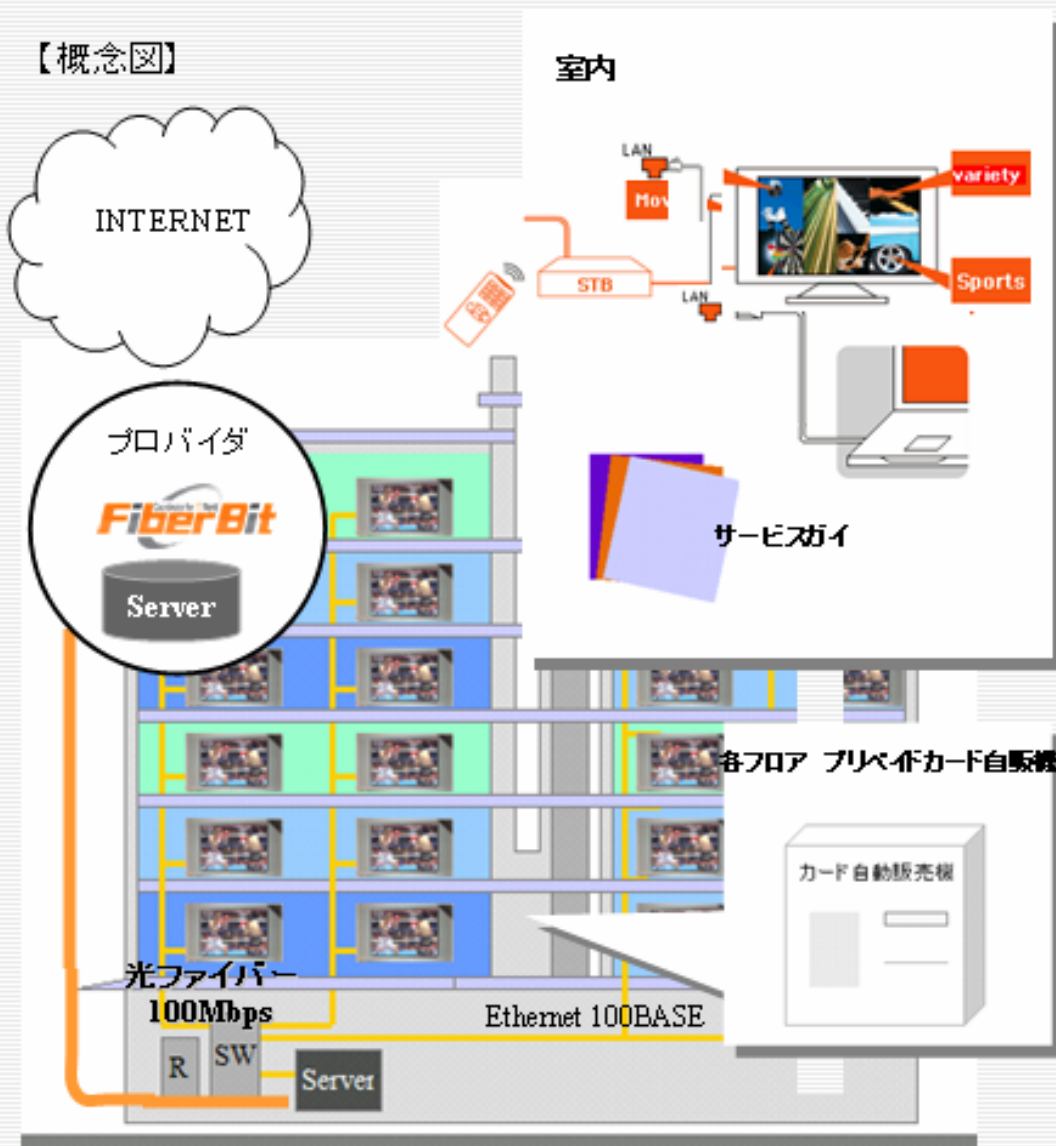 【概念図】
室内
INTERNET
LAN
Mov
variety
STB
Sports
LAN
プロバイダ
FiberBit
Server
サービスガイ
各フロア プリペイドカード自販機
カード自動販売機
光ファイバー
100Mbps
Ethernet 100BASE
R
SW
Server